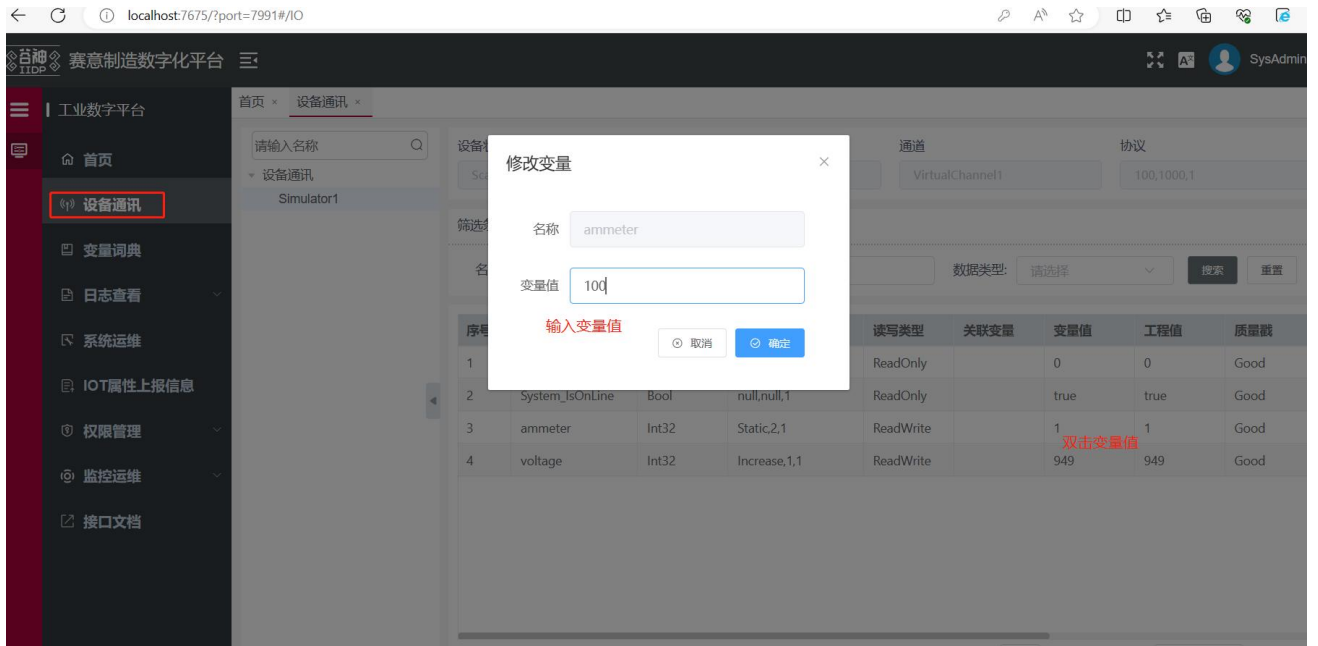 localhost:7675/?port=7991#/IO
谷神 IIDP 赛意制造数字化平台 SysAdmin
工业数字平台
首页 × 设备通讯 ×
首页
设备通讯
变量词典
日志查看
系统运维
IOT属性上报信息
权限管理
监控运维
接口文档
请输入名称
设备通讯
Simulator1
通道 协议
VirtualChannel1 100,1000,1
数据类型: 请选择 搜索 重置
修改变量 ×
名称 ammeter
变量值 100
输入变量值
取消 确定
序号 读写类型 关联变量 变量值 工程值 质量戳
1 ReadOnly 0 0 Good
2 System_IsOnLine Bool null,null,1 ReadOnly true true Good
3 ammeter Int32 Static,2,1 ReadWrite 1 1 Good
双击变量值
4 voltage Int32 Increase,1,1 ReadWrite 949 949 Good